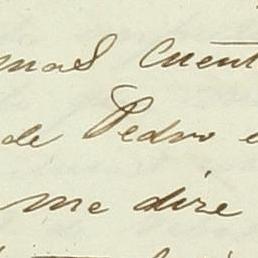 mas cuent
de Pedro e
me dire